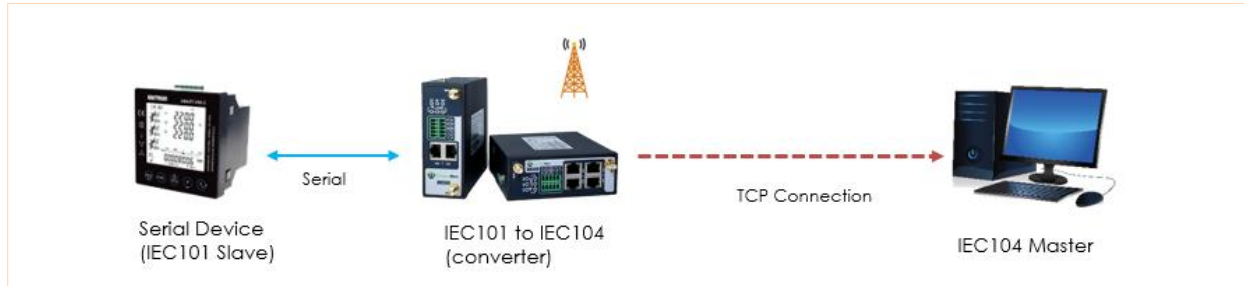 Serial
TCP Connection
Serial Device
(IEC101 Slave)
IEC101 to IEC104
(converter)
IEC104 Master